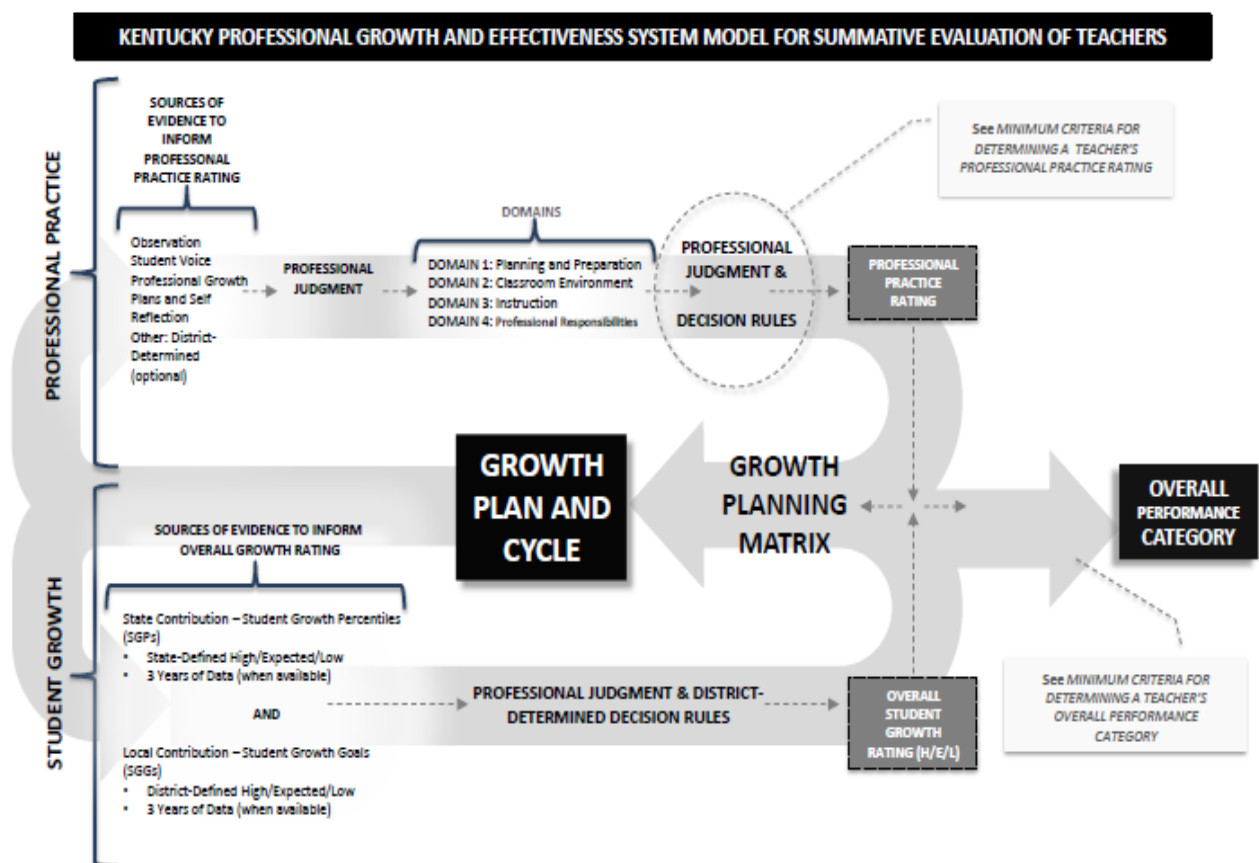 KENTUCKY PROFESSIONAL GROWTH AND EFFECTIVENESS SYSTEM MODEL FOR SUMMATIVE EVALUATION OF TEACHERS
PROFESSIONAL PRACTICE
SOURCES OF
EVIDENCE TO
INFORM
PROFESSIONAL
PRACTICE RATING
Observation
Student Voice
Professional Growth
Plans and Self
Reflection
Other: District-
Determined
(optional)
PROFESSIONAL
JUDGMENT
DOMAINS
DOMAIN 1: Planning and Preparation
DOMAIN 2: Classroom Environment
DOMAIN 3: Instruction
DOMAIN 4: Professional Responsibilities
PROFESSIONAL
JUDGMENT &
DECISION RULES
See MINIMUM CRITERIA FOR
DETERMINING A TEACHER'S
PROFESSIONAL PRACTICE RATING
PROFESSIONAL
PRACTICE
RATING
GROWTH
PLAN AND
CYCLE
GROWTH
PLANNING
MATRIX
OVERALL
PERFORMANCE
CATEGORY
STUDENT GROWTH
SOURCES OF EVIDENCE TO INFORM
OVERALL GROWTH RATING
State Contribution – Student Growth Percentiles
(SGPs)
• State-Defined High/Expected/Low
• 3 Years of Data (when available)
AND
Local Contribution – Student Growth Goals
(SGGs)
• District-Defined High/Expected/Low
• 3 Years of Data (when available)
PROFESSIONAL JUDGMENT & DISTRICT-
DETERMINED DECISION RULES
OVERALL
STUDENT
GROWTH
RATING (H/E/L)
See MINIMUM CRITERIA FOR
DETERMINING A TEACHER'S
OVERALL PERFORMANCE
CATEGORY